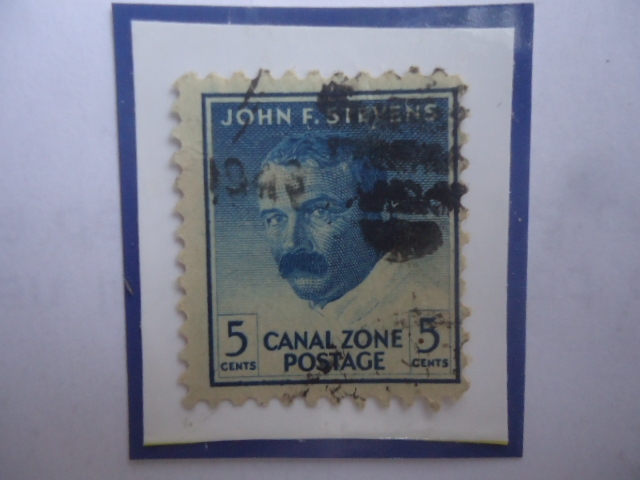 JOHN F. STEVENS
5 CENTS
CANAL ZONE
POSTAGE
5 CENTS